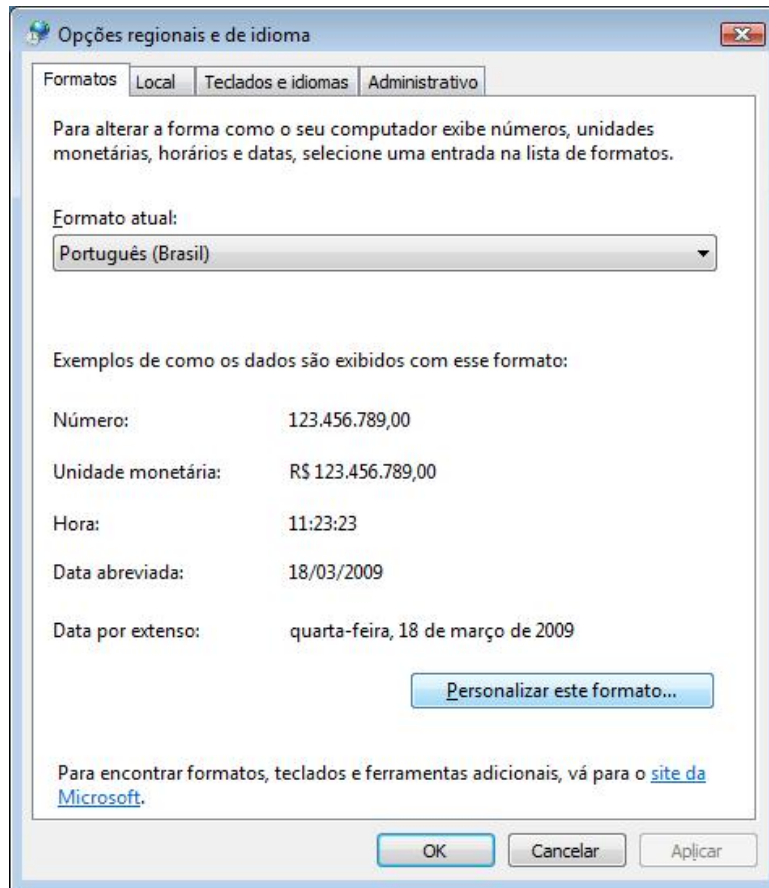 Opções regionais e de idioma
Formatos Local Teclados e idiomas Administrativo
Para alterar a forma como o seu computador exibe números, unidades
monetárias, horários e datas, selecione uma entrada na lista de formatos.
Formato atual:
Português (Brasil)
Exemplos de como os dados são exibidos com esse formato:
Número: 123.456.789,00
Unidade monetária: R$ 123.456.789,00
Hora: 11:23:23
Data abreviada: 18/03/2009
Data por extenso: quarta-feira, 18 de março de 2009
Personalizar este formato...
Para encontrar formatos, teclados e ferramentas adicionais, vá para o site da
Microsoft.
OK Cancelar Aplicar